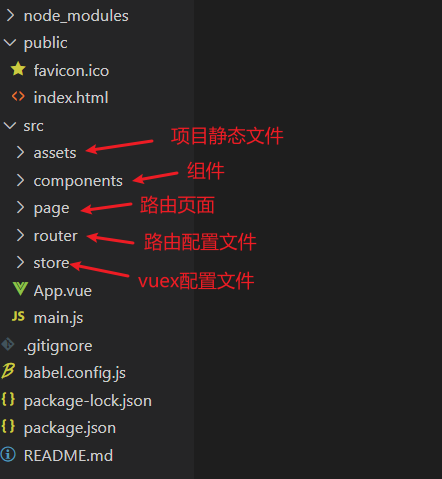 node_modules
public
favicon.ico
index.html
src
assets 项目静态文件
components 组件
page 路由页面
router 路由配置文件
store vuex配置文件
App.vue
JS main.js
.gitignore
babel.config.js
package-lock.json
package.json
README.md